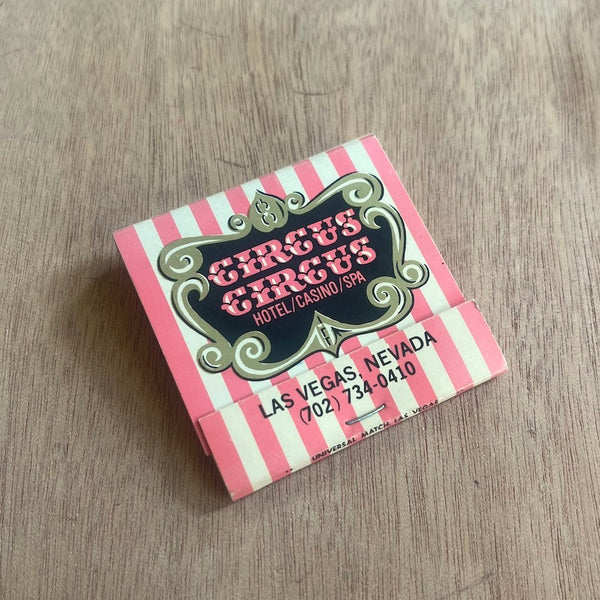 CIRCUS
CIRCUS
HOTEL/CASINO/SPA
LAS VEGAS, NEVADA
(702) 734-0410
UNIVERSAL MATCH, LAS VEGAS